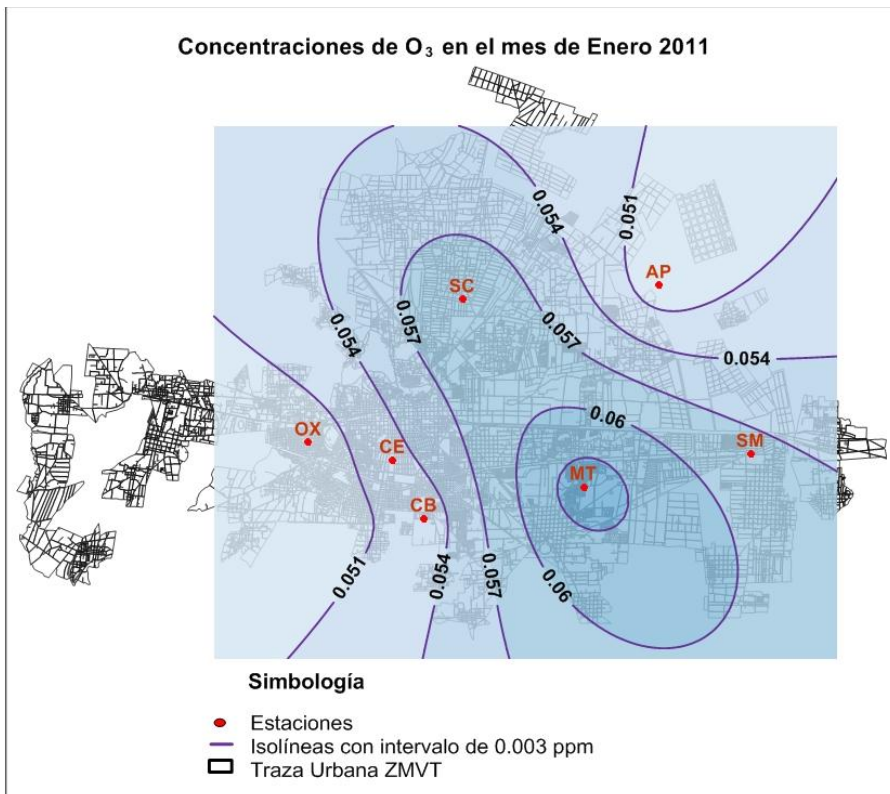 Concentraciones de O₃ en el mes de Enero 2011
0.054
0.051
AP
SC
0.054
0.057
0.057
0.054
0.06
OX
CE
SM
MT
CB
0.051
0.054
0.057
0.06
Simbología
Estaciones
Isolíneas con intervalo de 0.003 ppm
Traza Urbana ZMVT